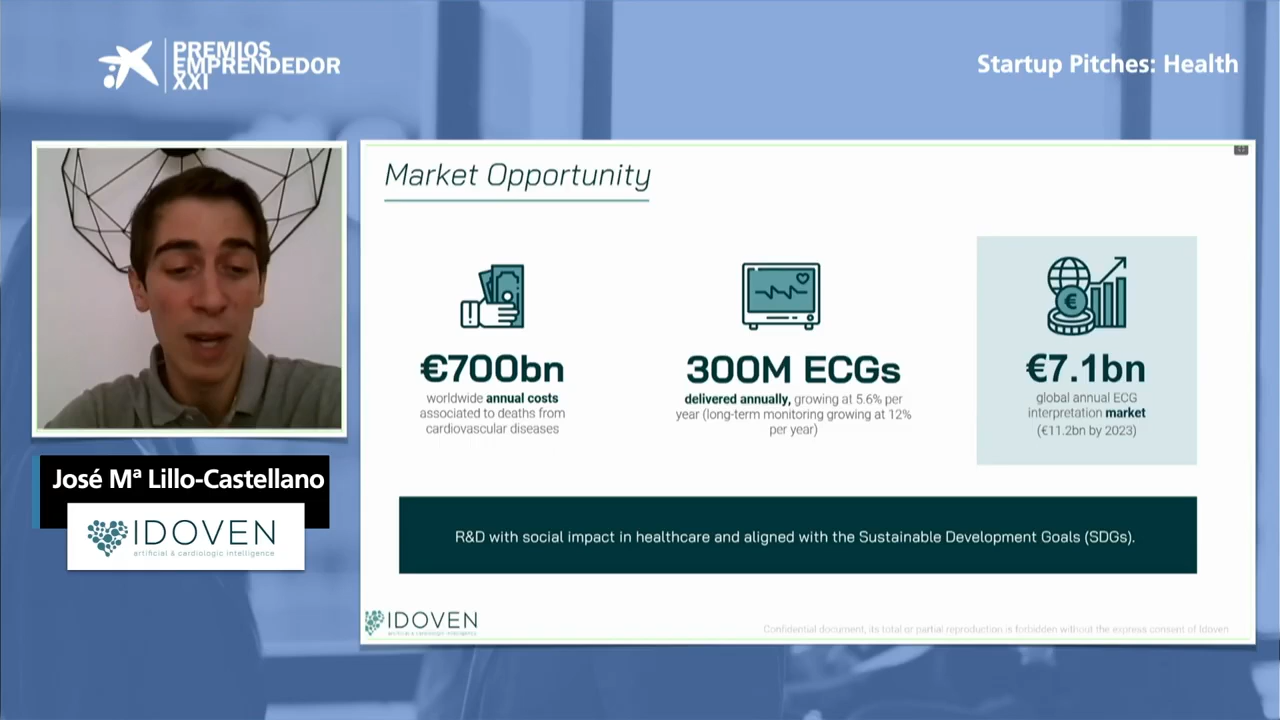 PREMIOS
EMPRENDEDOR
XXI
Startup Pitches: Health
Market Opportunity
€700bn
worldwide annual costs
associated to deaths from
cardiovascular diseases
300M ECGs
delivered annually, growing at 5.6% per
year (long-term monitoring growing at 12%
per year)
€7.1bn
global annual ECG
interpretation market
(€11.2bn by 2023)
R&D with social impact in healthcare and aligned with the Sustainable Development Goals (SDGs).
José Mª Lillo-Castellano
IDOVEN
artificial & cardiologic intelligence
IDOVEN
artificial & cardiologic intelligence
Confidential document, its total or partial reproduction is forbidden without the express consent of Idoven